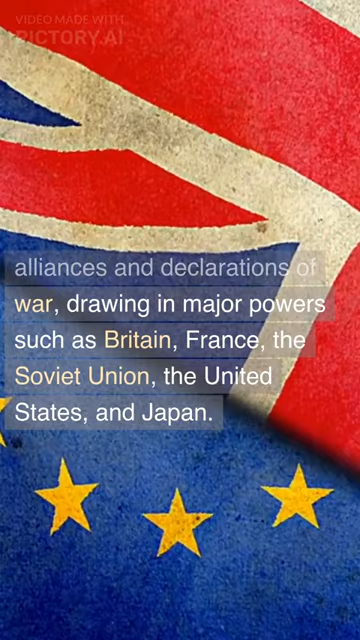 VIDEO MADE WITH
PICTORY.AI
alliances and declarations of
war, drawing in major powers
such as Britain, France, the
Soviet Union, the United
States, and Japan.